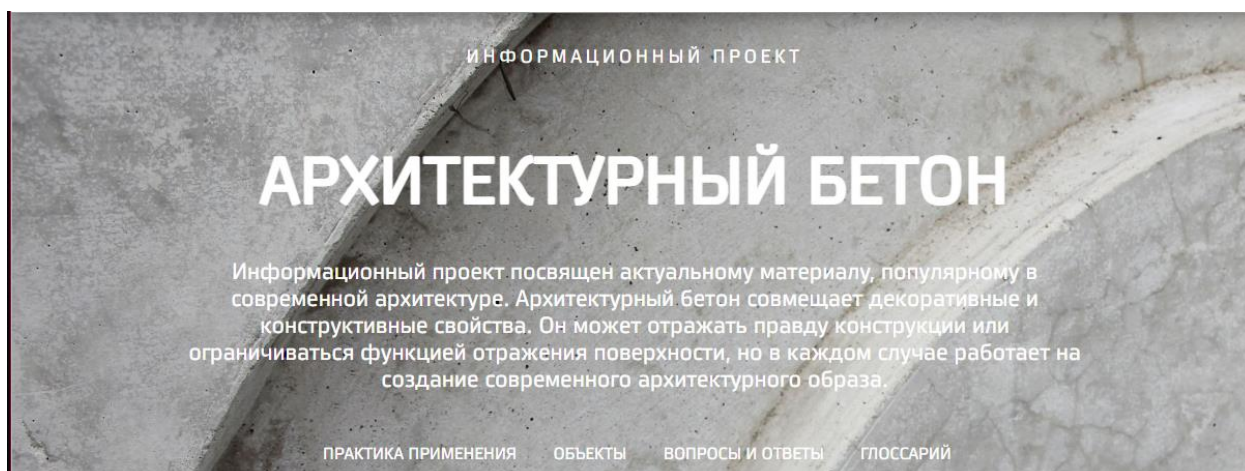 ИНФОРМАЦИОННЫЙ ПРОЕКТ
АРХИТЕКТУРНЫЙ БЕТОН
Информационный проект посвящен актуальному материалу, популярному в
современной архитектуре. Архитектурный бетон совмещает декоративные и
конструктивные свойства. Он может отражать правду конструкции или
ограничиваться функцией отражения поверхности, но в каждом случае работает на
создание современного архитектурного образа.
ПРАКТИКА ПРИМЕНЕНИЯ ОБЪЕКТЫ ВОПРОСЫ И ОТВЕТЫ ГЛОССАРИЙ